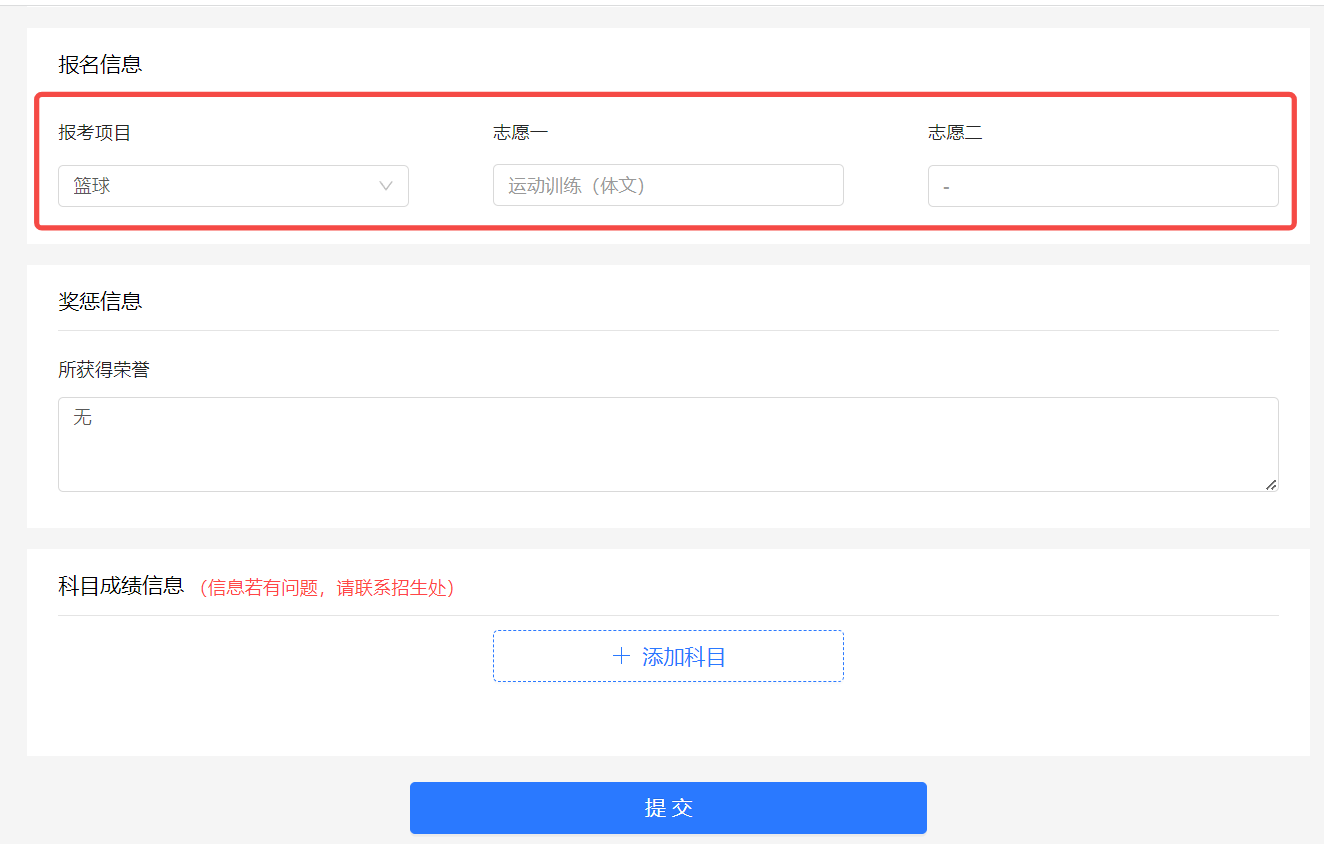 报名信息
报考项目 志愿一 志愿二
篮球 运动训练（体文） -
奖惩信息
所获得荣誉
无
科目成绩信息 （信息若有问题，请联系招生处）
添加科目
提交